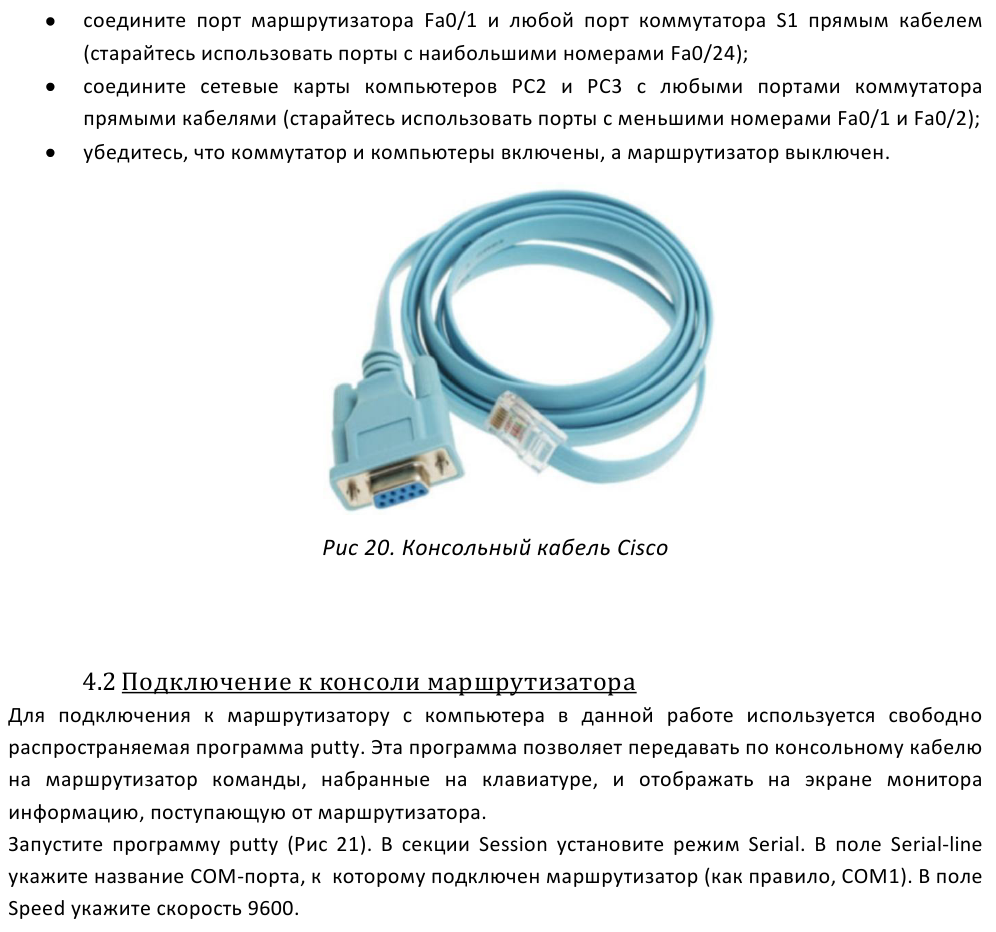 • соедините порт маршрутизатора Fa0/1 и любой порт коммутатора S1 прямым кабелем
(старайтесь использовать порты с наибольшими номерами Fa0/24);
• соедините сетевые карты компьютеров PC2 и PC3 с любыми портами коммутатора
прямыми кабелями (старайтесь использовать порты с меньшими номерами Fa0/1 и Fa0/2);
• убедитесь, что коммутатор и компьютеры включены, а маршрутизатор выключен.
Рис 20. Консольный кабель Cisco
4.2 Подключение к консоли маршрутизатора
Для подключения к маршрутизатору с компьютера в данной работе используется свободно
распространяемая программа putty. Эта программа позволяет передавать по консольному кабелю
на маршрутизатор команды, набранные на клавиатуре, и отображать на экране монитора
информацию, поступающую от маршрутизатора.
Запустите программу putty (Рис 21). В секции Session установите режим Serial. В поле Serial-line
укажите название COM-порта, к которому подключен маршрутизатор (как правило, COM1). В поле
Speed укажите скорость 9600.